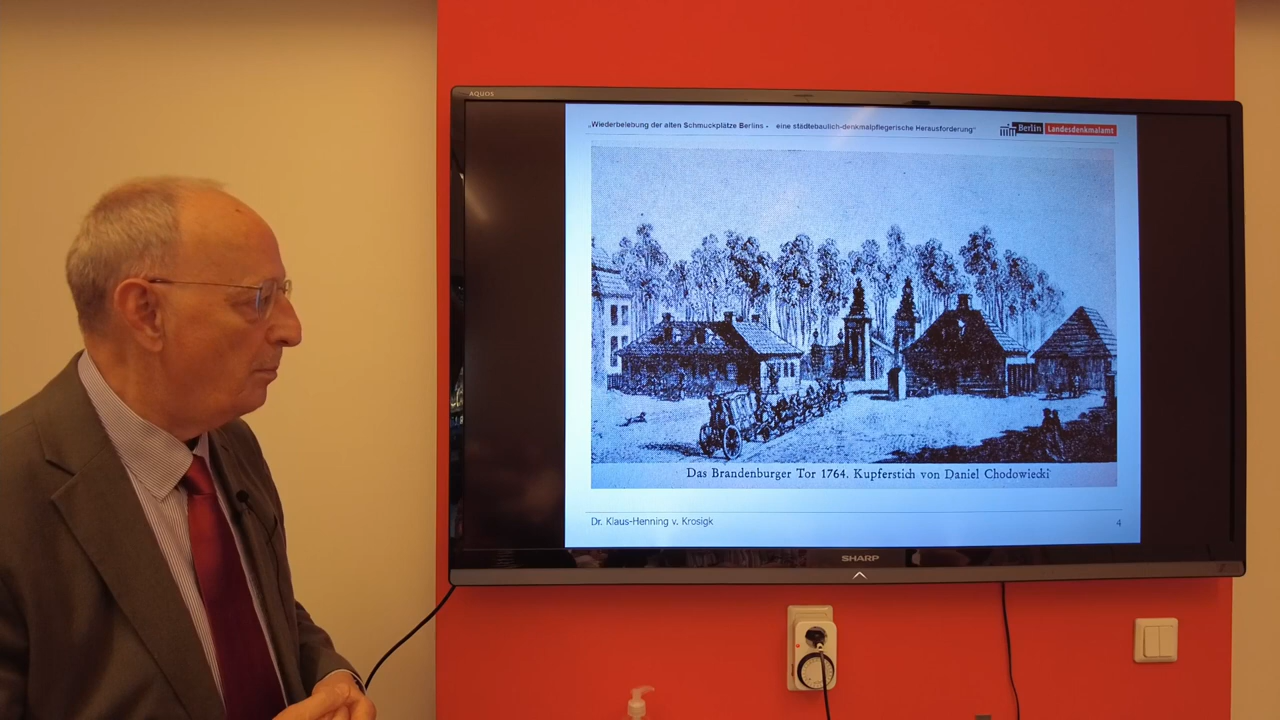 AQUOS
„Wiederbelebung der alten Schmuckplätze Berlins - eine städtebaulich-denkmalpflegerische Herausforderung“
Berlin Landesdenkmalamt
Das Brandenburger Tor 1764. Kupferstich von Daniel Chodowiecki
Dr. Klaus-Henning v. Krosigk
4
SHARP